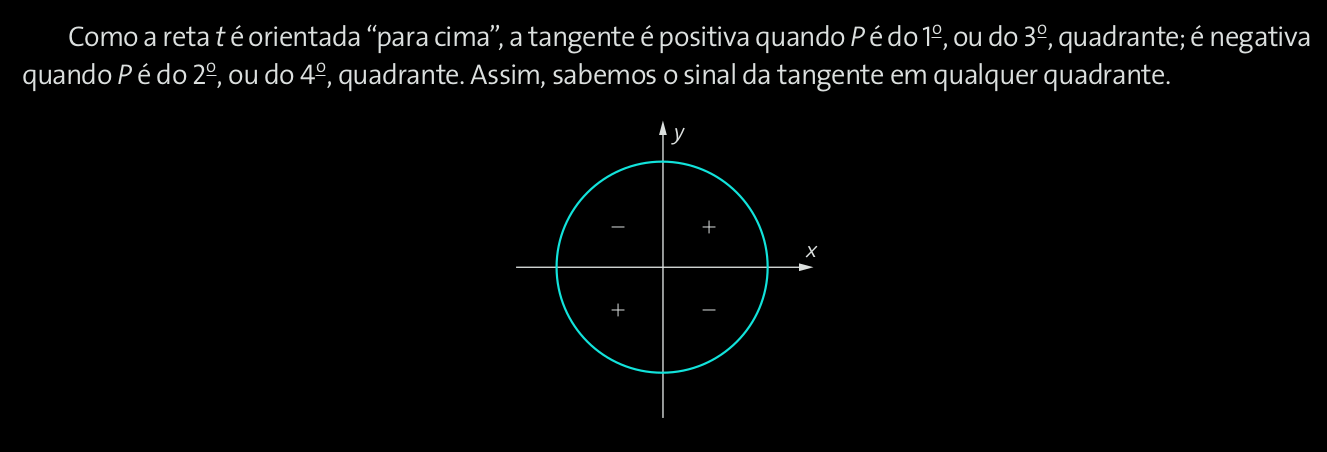 Como a reta t é orientada “para cima”, a tangente é positiva quando P é do 1º, ou do 3º, quadrante; é negativa
quando P é do 2º, ou do 4º, quadrante. Assim, sabemos o sinal da tangente em qualquer quadrante.
y
− +
x
+ −